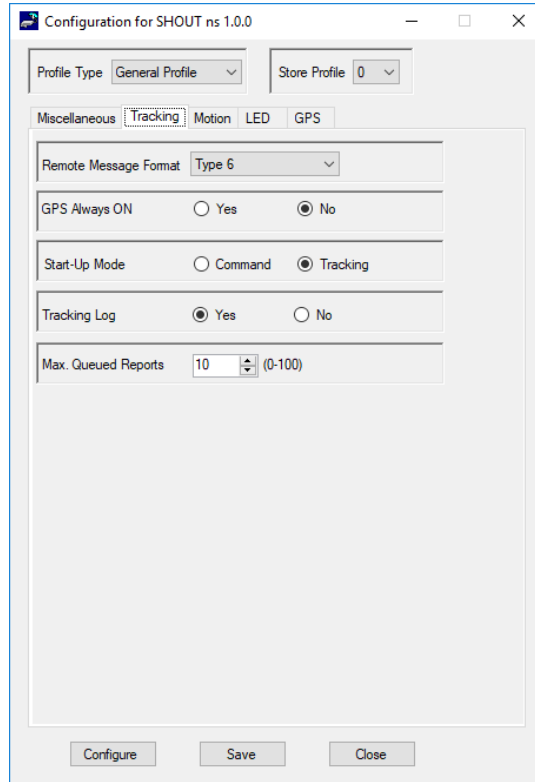 Configuration for SHOUT ns 1.0.0
Profile Type General Profile Store Profile 0
Miscellaneous Tracking Motion LED GPS
Remote Message Format Type 6
GPS Always ON Yes No
Start-Up Mode Command Tracking
Tracking Log Yes No
Max. Queued Reports 10 (0-100)
Configure Save Close